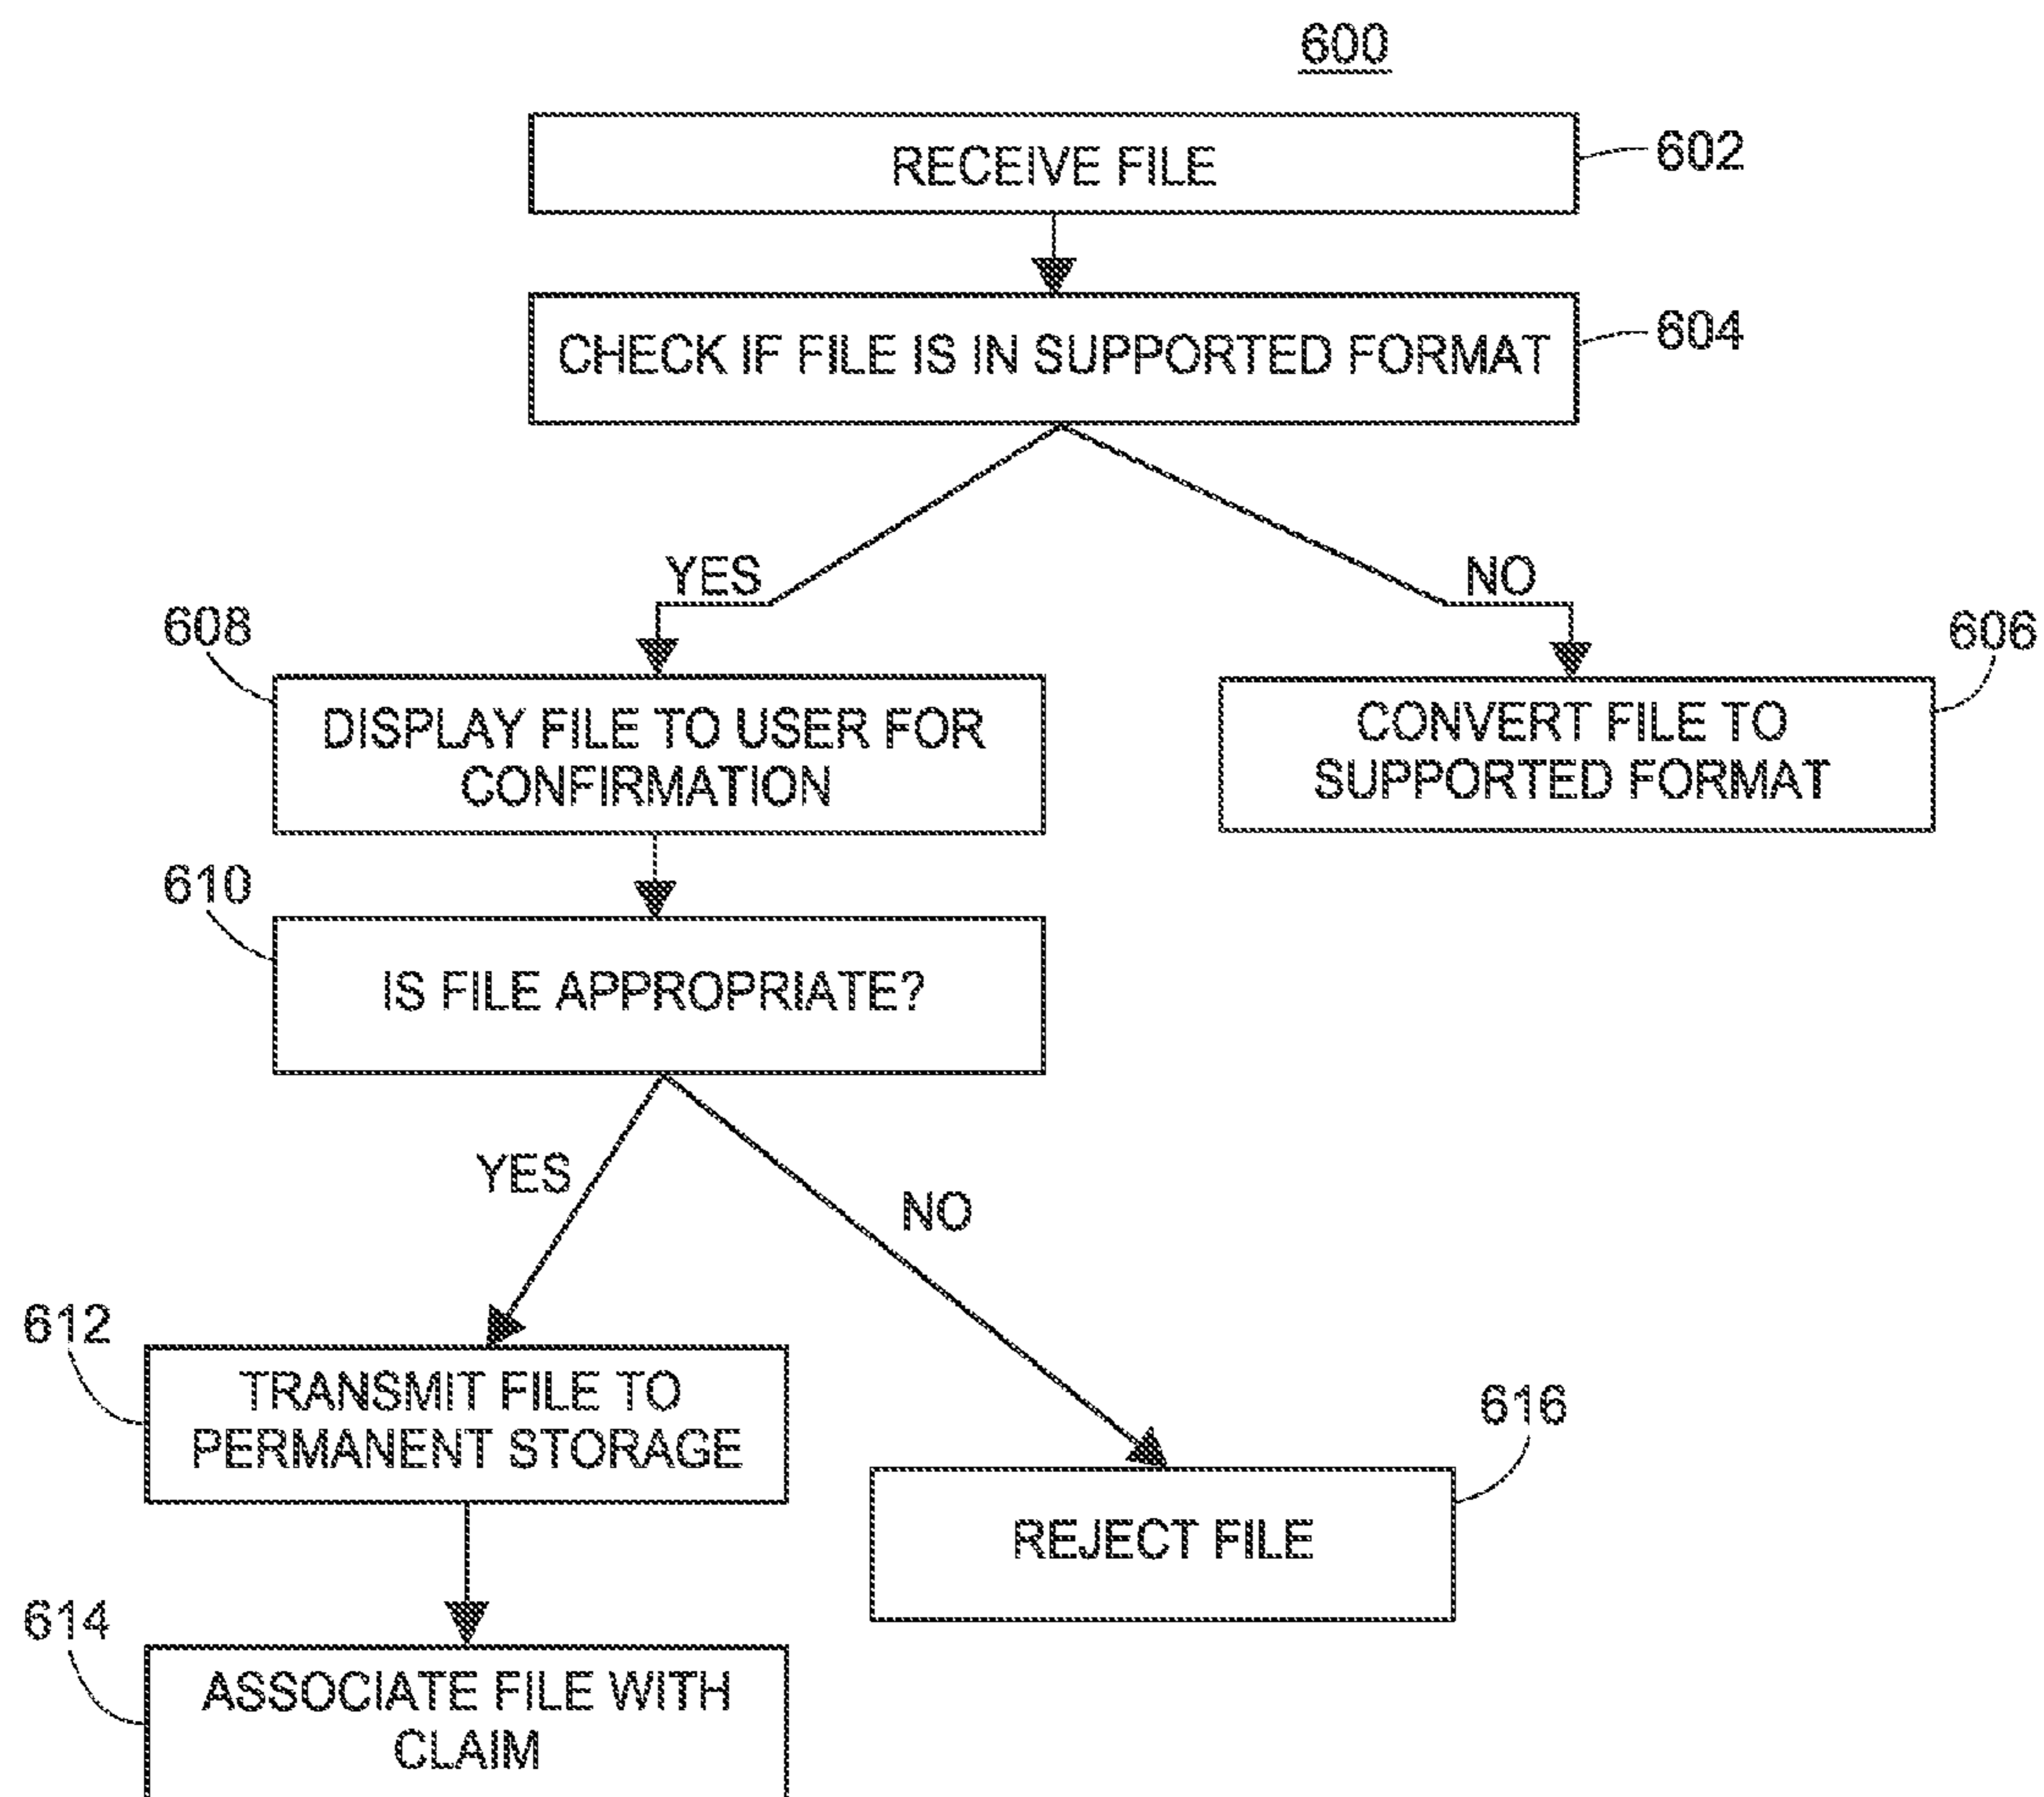 600
RECEIVE FILE
602
CHECK IF FILE IS IN SUPPORTED FORMAT
604
YES
NO
608
DISPLAY FILE TO USER FOR
CONFIRMATION
606
CONVERT FILE TO
SUPPORTED FORMAT
610
IS FILE APPROPRIATE?
YES
NO
612
TRANSMIT FILE TO
PERMANENT STORAGE
616
REJECT FILE
614
ASSOCIATE FILE WITH
CLAIM